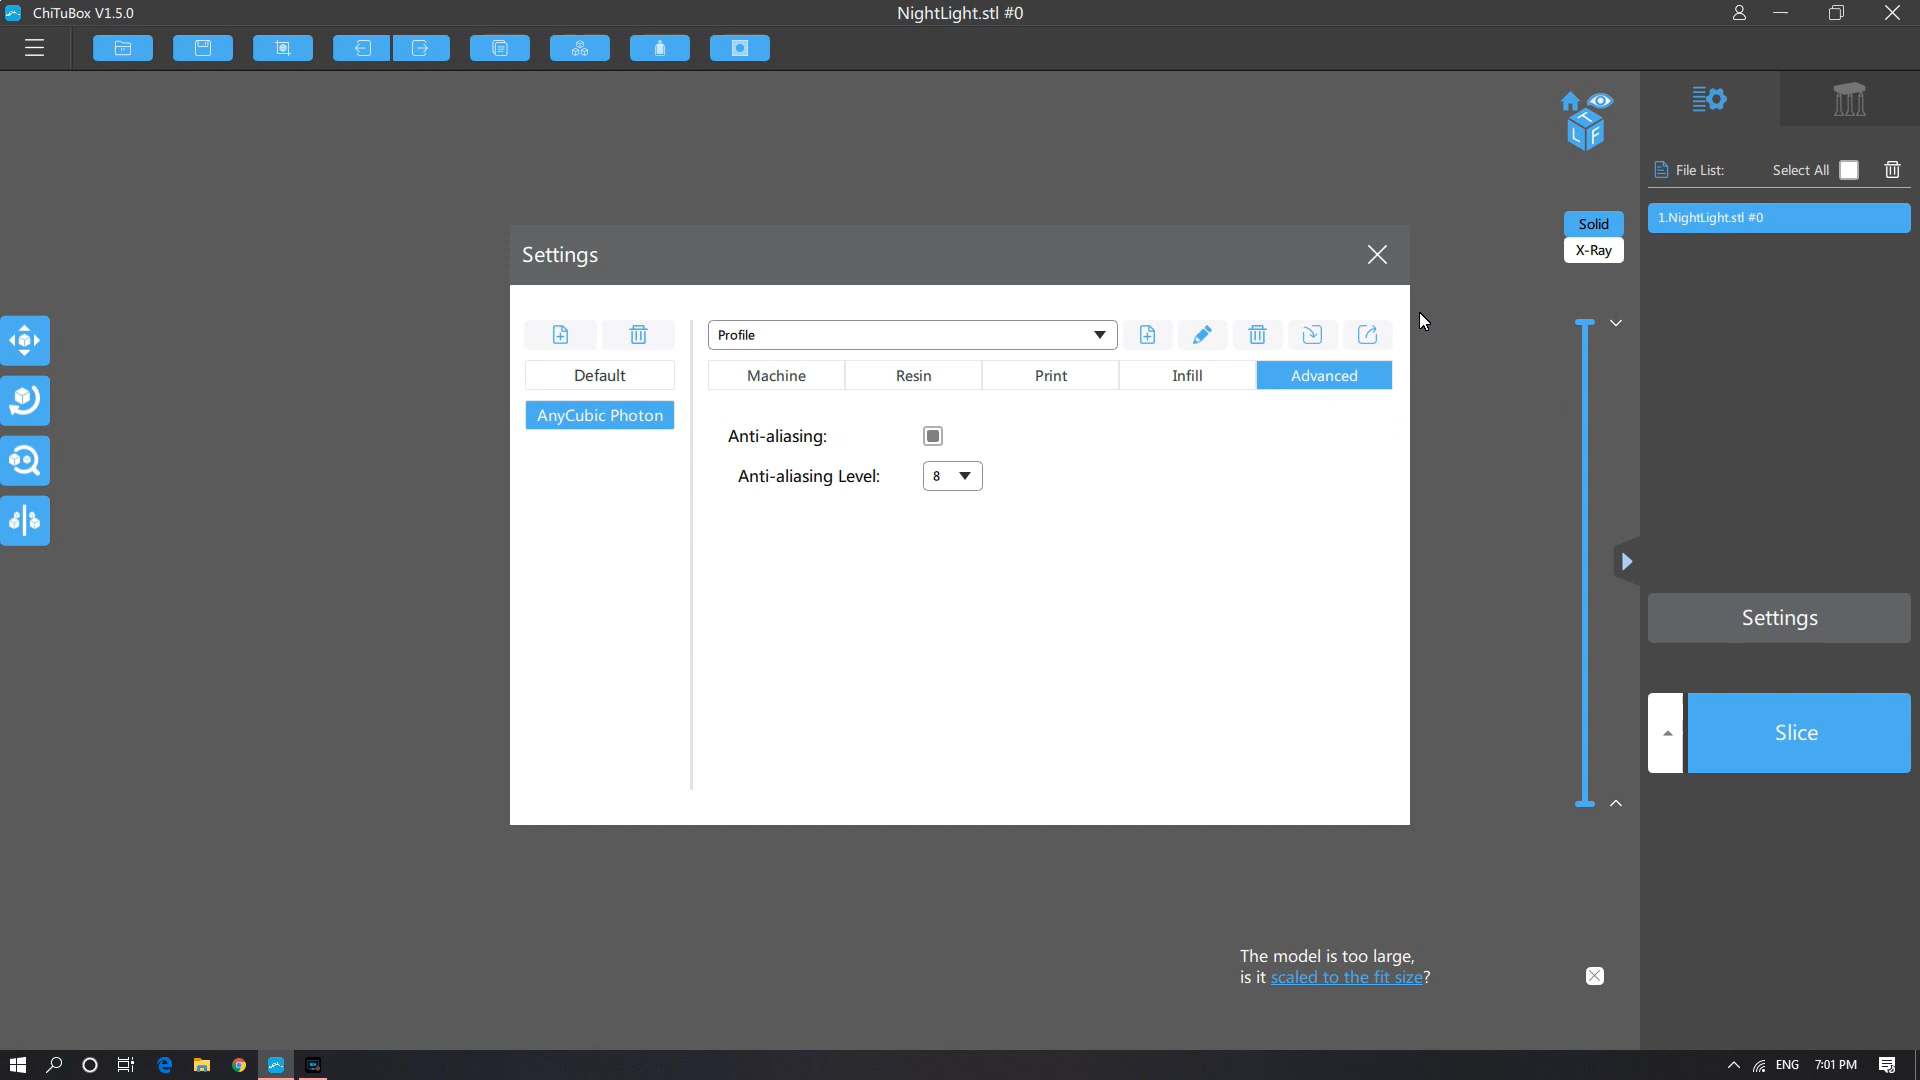 ChiTuBox V1.5.0
NightLight.stl #0
T
L F
File List:
Select All
1.NightLight.stl #0
Solid
X-Ray
Settings
Profile
Default
AnyCubic Photon
Machine
Resin
Print
Infill
Advanced
Anti-aliasing:
Anti-aliasing Level:
8
Settings
Slice
The model is too large,
is it scaled to the fit size?
ENG
7:01 PM